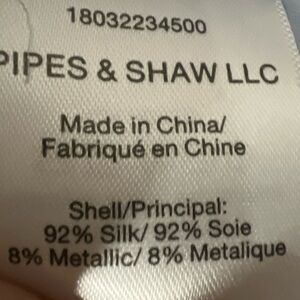 18032234500
PIPES & SHAW LLC
Made in China/
Fabriqué en Chine
Shell/Principal:
92% Silk/ 92% Soie
8% Metallic/ 8% Metalique